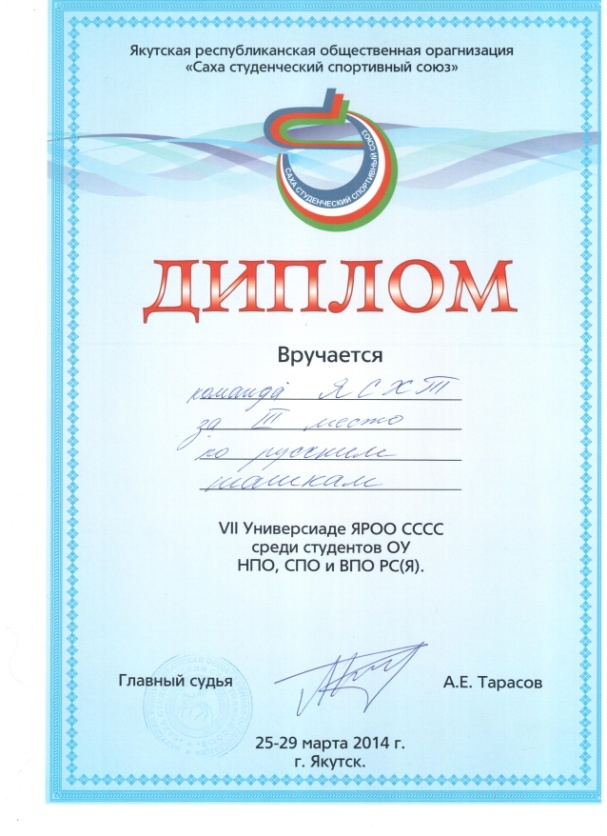 Якутская республиканская общественная орагнизация
«Саха студенческий спортивный союз»
САХА СТУДЕНЧЕСКИЙ СПОРТИВНЫЙ СОЮЗ
ДИПЛОМ
Вручается
команда ЯСХТ
за III место
по русским
шашкам
VII Универсиаде ЯРОО СССС
среди студентов ОУ
НПО, СПО и ВПО РС(Я).
Главный судья
А.Е. Тарасов
25-29 марта 2014 г.
г. Якутск.